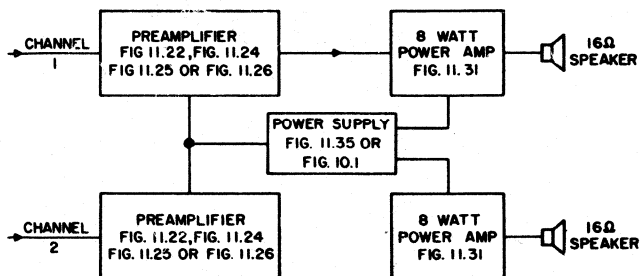 CHANNEL
1
PREAMPLIFIER
FIG 11.22, FIG. 11.24
FIG 11.25 OR FIG. 11.26
8 WATT
POWER AMP
FIG. 11.31
16Ω
SPEAKER
POWER SUPPLY
FIG. 11.35 OR
FIG. 10.1
CHANNEL
2
PREAMPLIFIER
FIG. 11.22, FIG. 11.24
FIG. 11.25 OR FIG. 11.26
8 WATT
POWER AMP
FIG. 11.31
16Ω
SPEAKER